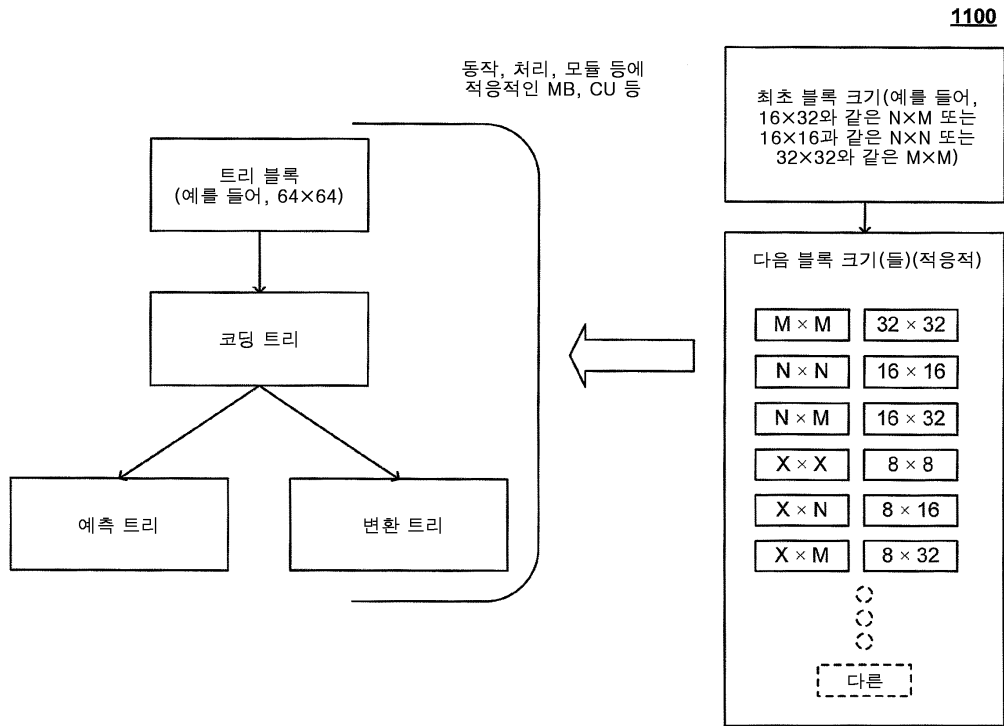 1100
동작, 처리, 모듈 등에
적응적인 MB, CU 등
트리 블록
(예를 들어, 64×64)
코딩 트리
예측 트리
변환 트리
최초 블록 크기(예를 들어,
16×32와 같은 N×M 또는
16×16과 같은 N×N 또는
32×32와 같은 M×M)
다음 블록 크기(들)(적응적)
M × M
32 × 32
N × N
16 × 16
N × M
16 × 32
X × X
8 × 8
X × N
8 × 16
X × M
8 × 32
다른